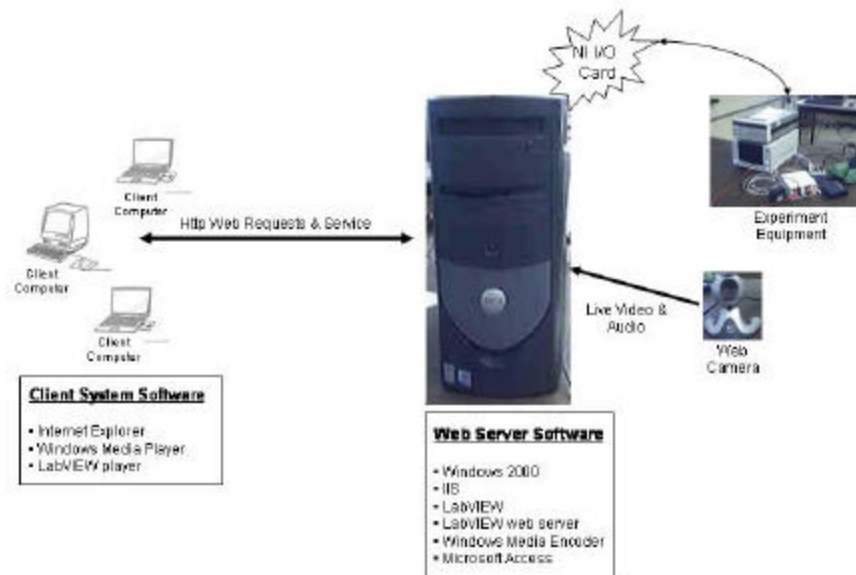 NI I/O
Card
Client
Computer
Http Web Requests & Service
Client
Computer
Client
Computer
Experiment
Equipment
Live Video &
Audio
Web
Camera
Client System Software
• Internet Explorer
• Windows Media Player
• LabVIEW player
Web Server Software
• Windows 2000
• IIS
• LabVIEW
• LabVIEW web server
• Windows Media Encoder
• Microsoft Access